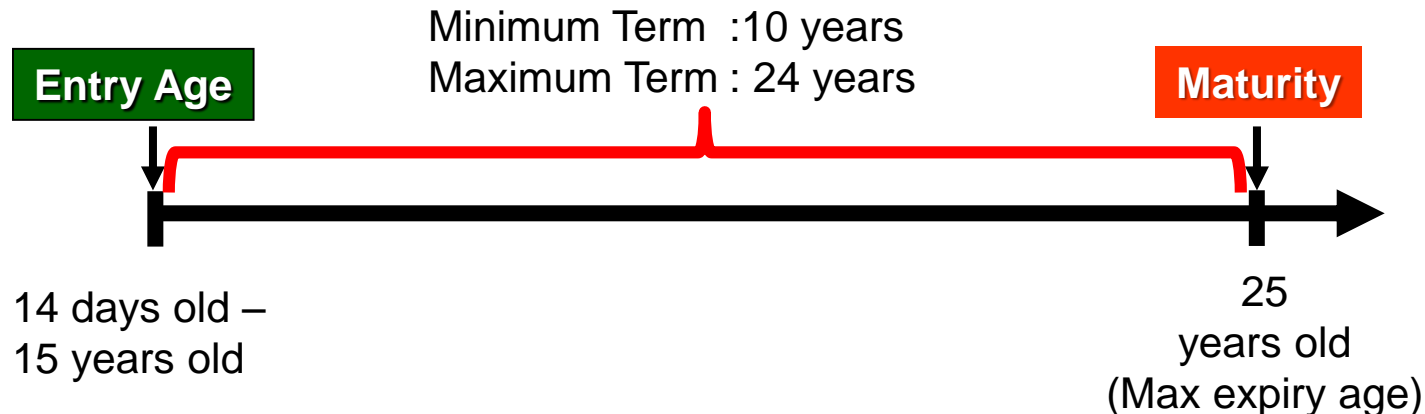 Minimum Term  :10 years
Maximum Term : 24 years
Entry Age
Maturity
14 days old –
15 years old
25
years old
(Max expiry age)